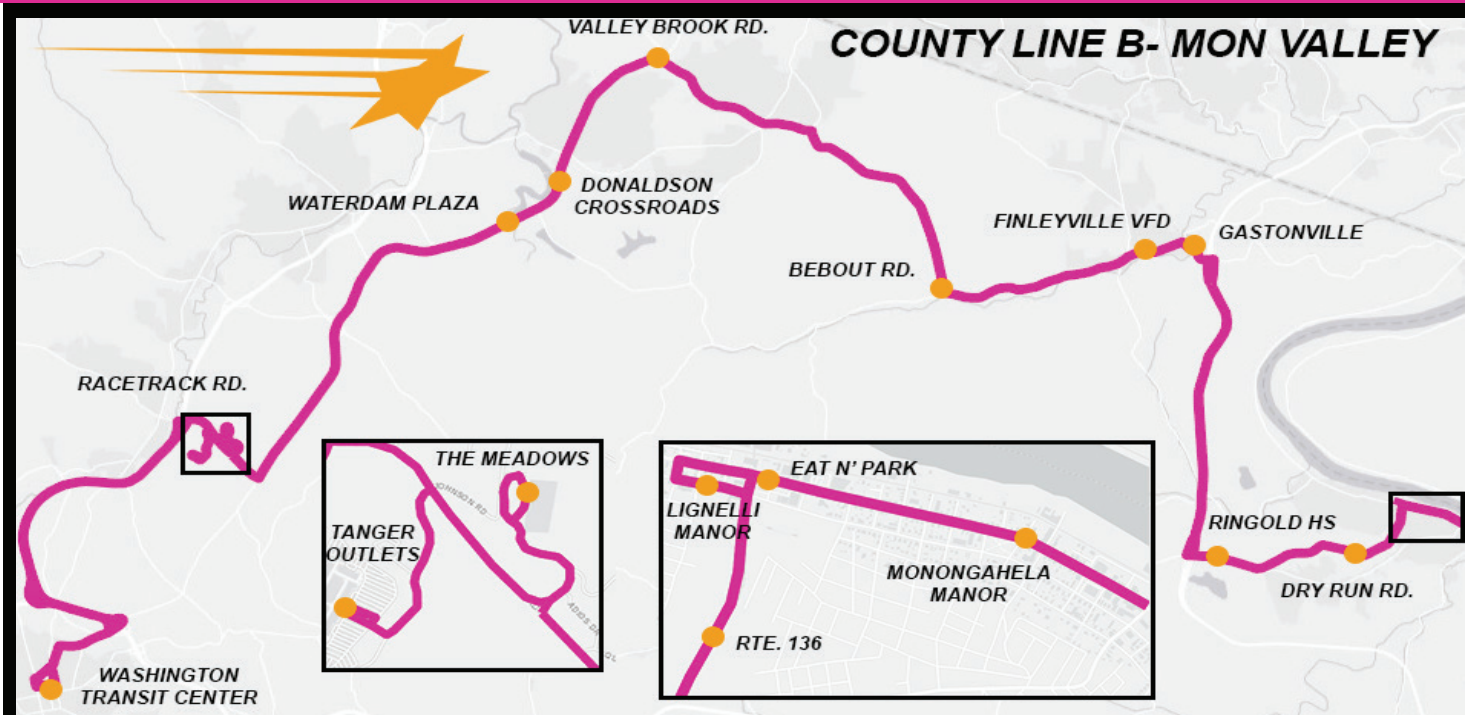 VALLEY BROOK RD.
COUNTY LINE B- MON VALLEY
DONALDSON
CROSSROADS
WATERDAM PLAZA
FINLEYVILLE VFD
GASTONVILLE
BEBOUT RD.
RACETRACK RD.
THE MEADOWS
JOHNSON RD
TANGER
OUTLETS
EAT N' PARK
LIGNELLI
MANOR
MONONGAHELA
MANOR
RTE. 136
RINGOLD HS
DRY RUN RD.
WASHINGTON
TRANSIT CENTER